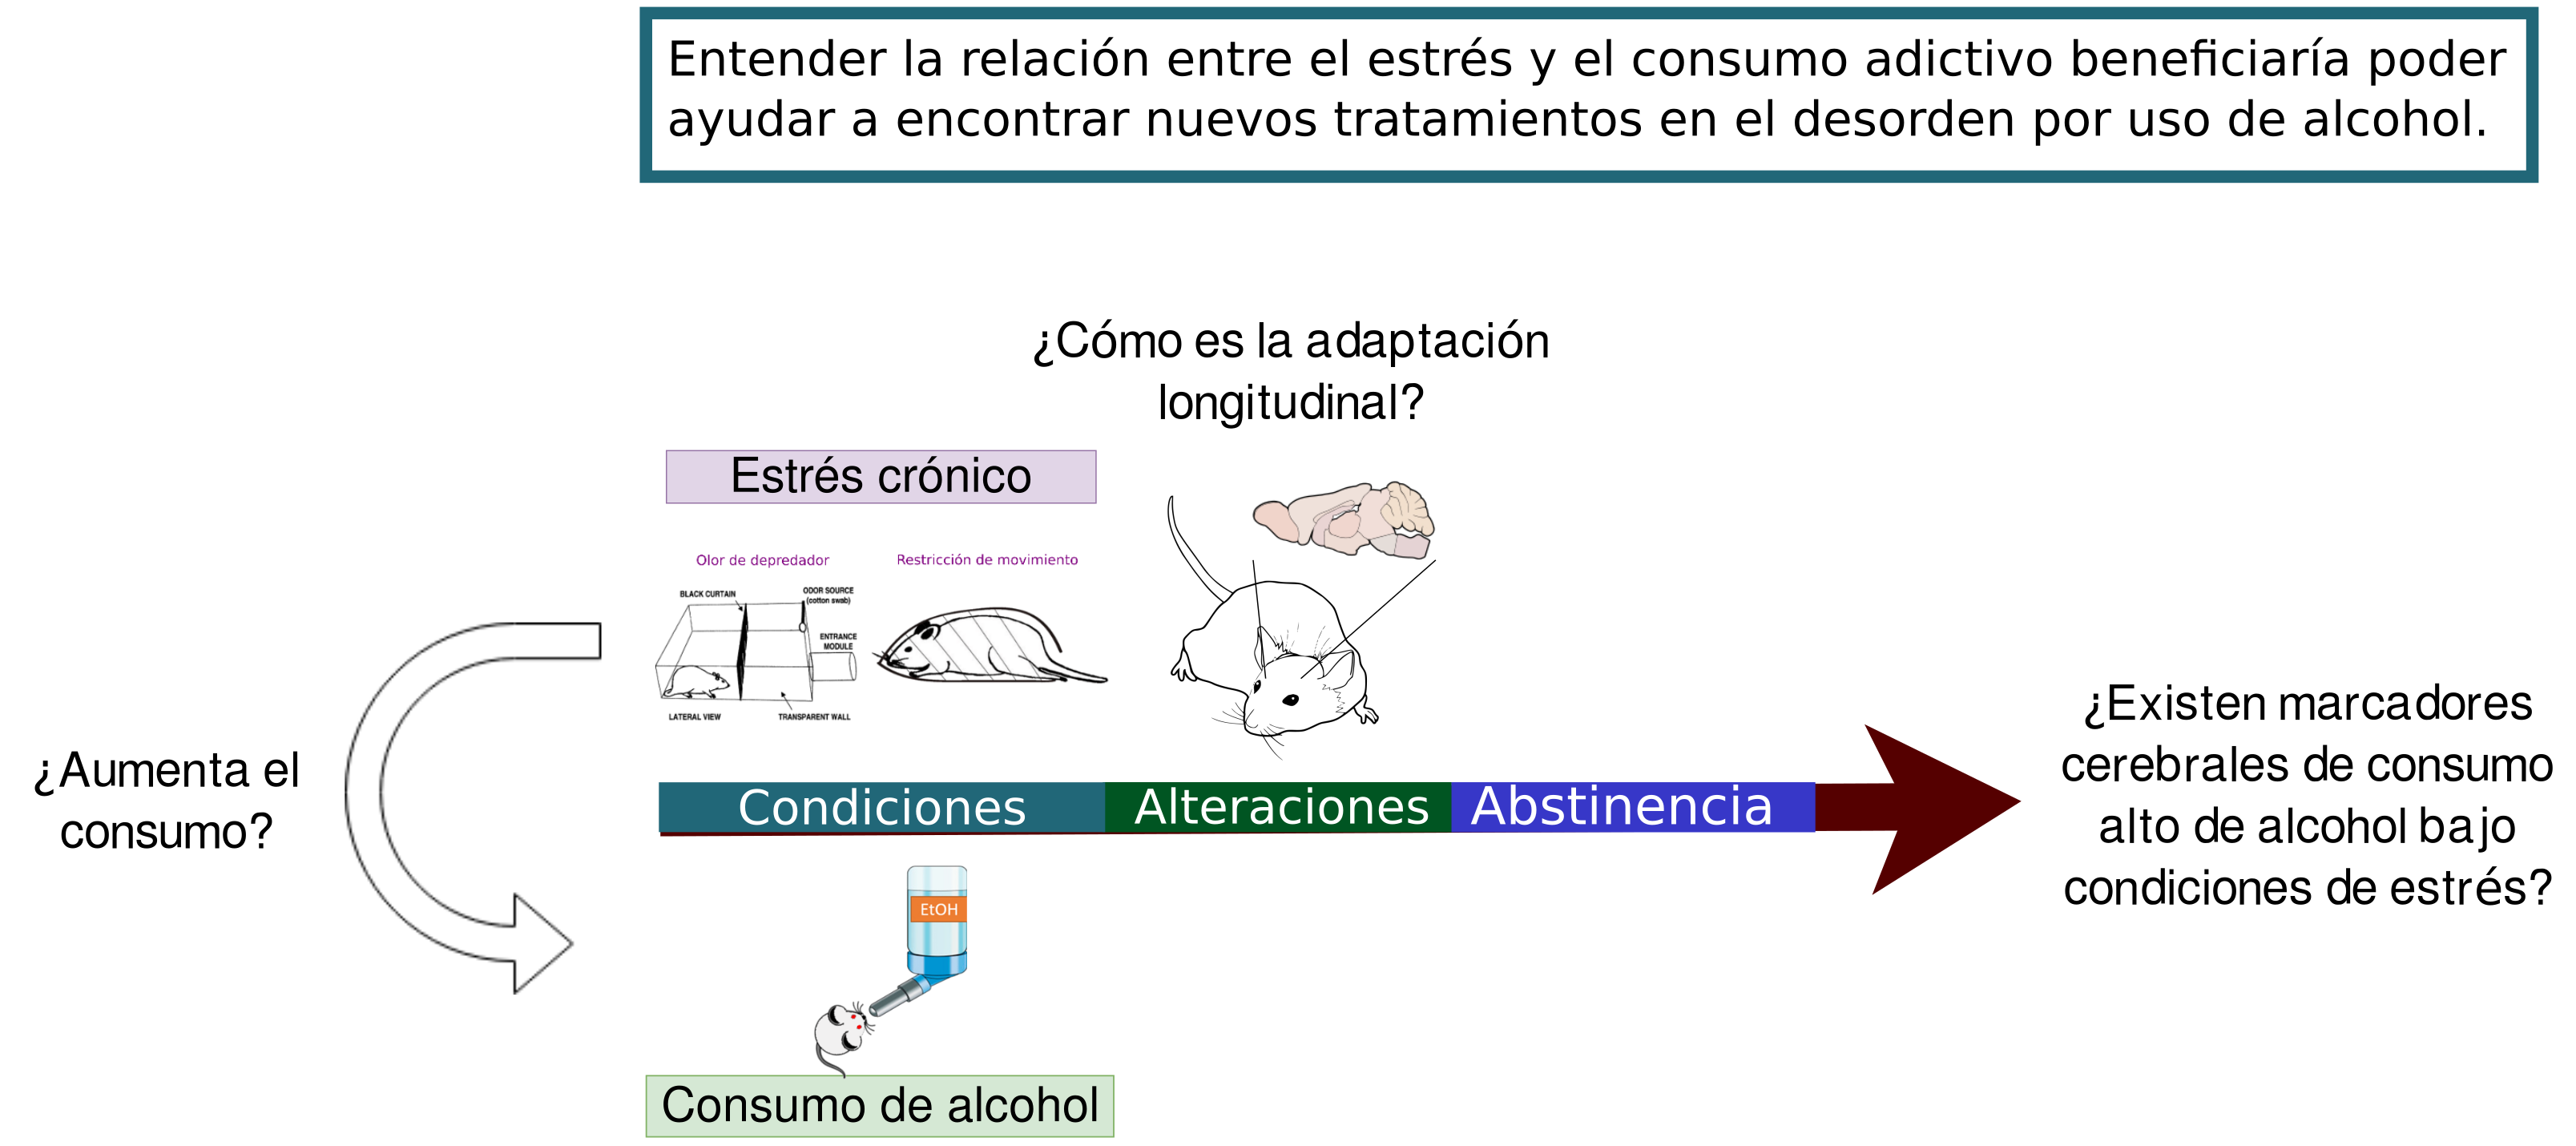 Entender la relación entre el estrés y el consumo adictivo beneficiaría poder
ayudar a encontrar nuevos tratamientos en el desorden por uso de alcohol.
¿Cómo es la adaptación
longitudinal?
Estrés crónico
Olor de depredador
Restricción de movimiento
BLACK CURTAIN
ODOR SOURCE
(cotton swab)
ENTRANCE
MODULE
LATERAL VIEW
TRANSPARENT WALL
¿Aumenta el
consumo?
Condiciones
Alteraciones
Abstinencia
¿Existen marcadores
cerebrales de consumo
alto de alcohol bajo
condiciones de estrés?
EtOH
Consumo de alcohol